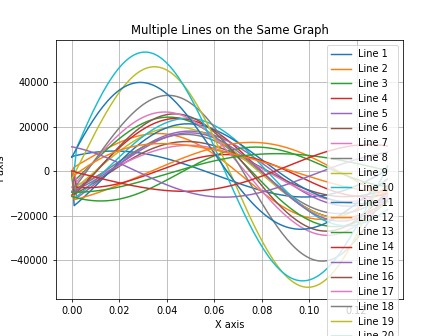 Multiple Lines on the Same Graph
40000
20000
0
−20000
−40000
0.00
0.02
0.04
0.06
0.08
0.10
X axis
axis
Line 1
Line 2
Line 3
Line 4
Line 5
Line 6
Line 7
Line 8
Line 9
Line 10
Line 11
Line 12
Line 13
Line 14
Line 15
Line 16
Line 17
Line 18
Line 19
Line 20